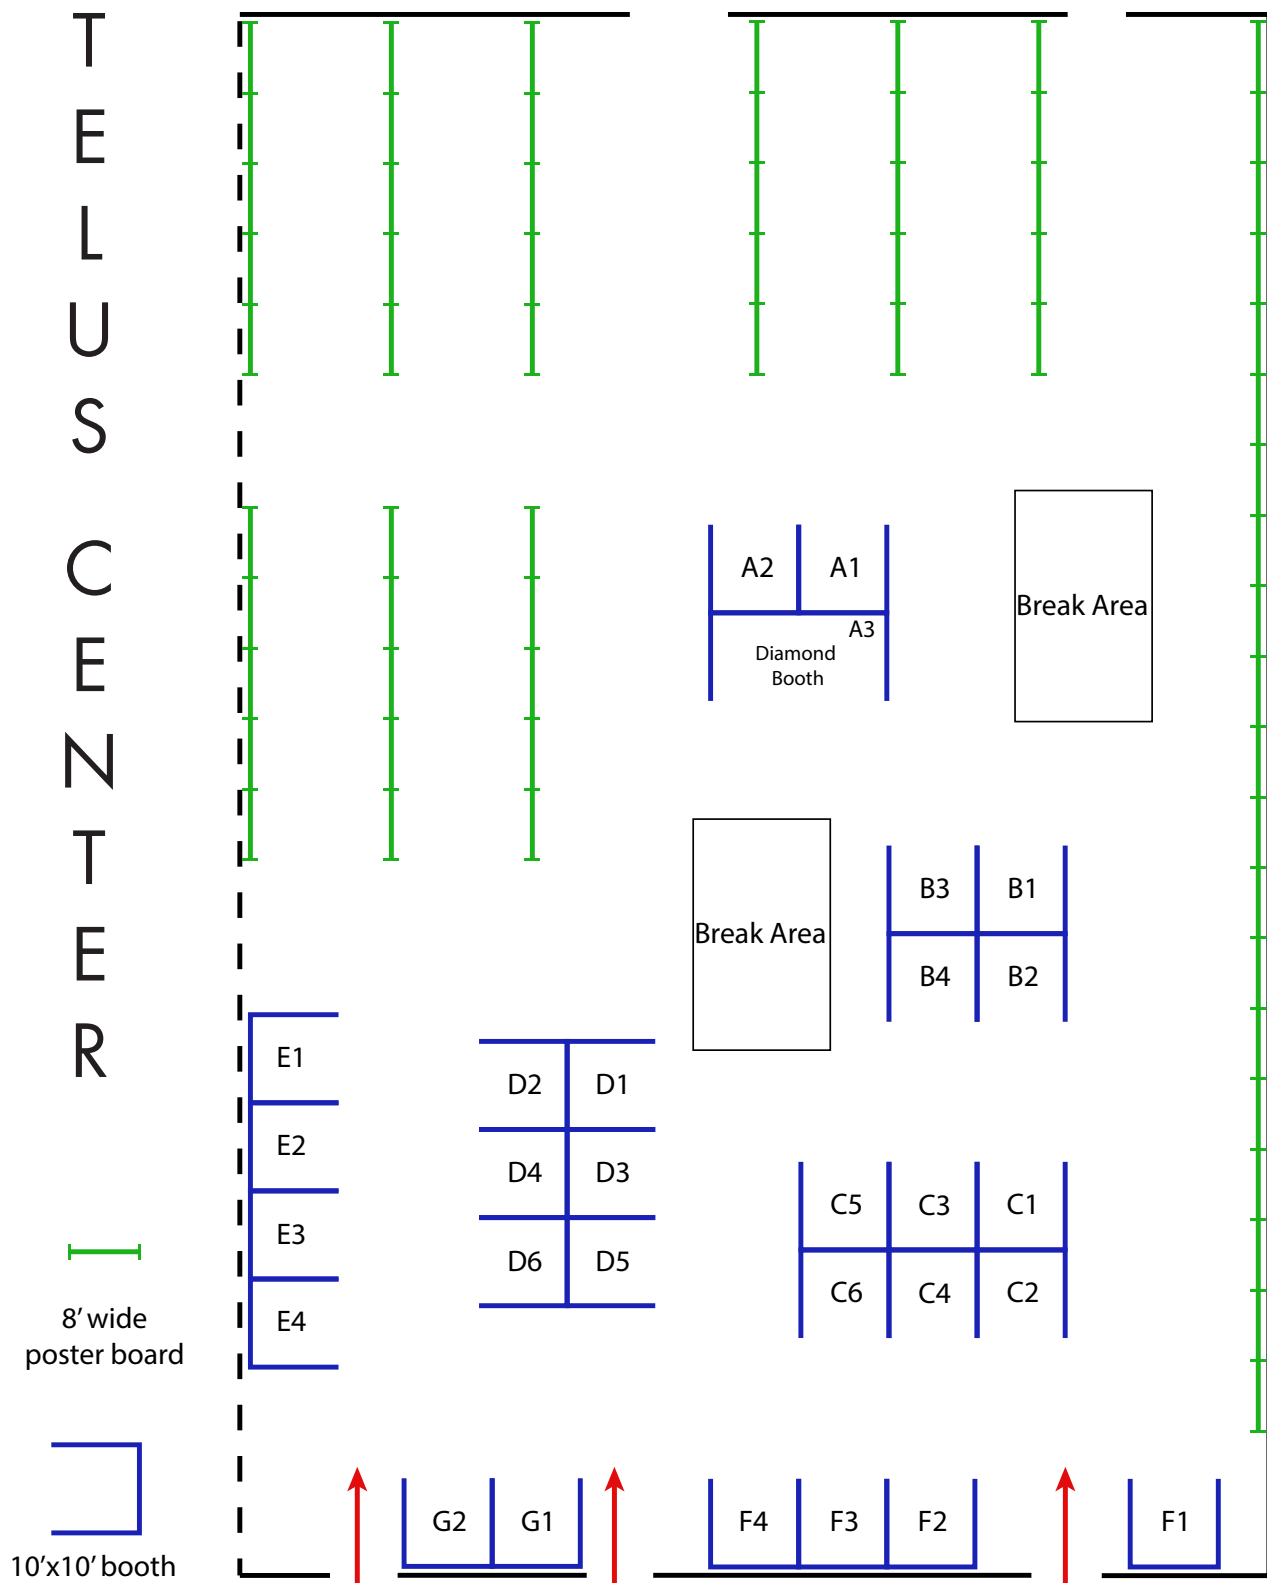 TELUS CENTER
A2
A1
A3
Diamond
Booth
Break Area
Break Area
B3
B1
B4
B2
E1
E2
E3
E4
D2
D1
D4
D3
D6
D5
C5
C3
C1
C6
C4
C2
8' wide
poster board
10'x10' booth
G2
G1
F4
F3
F2
F1